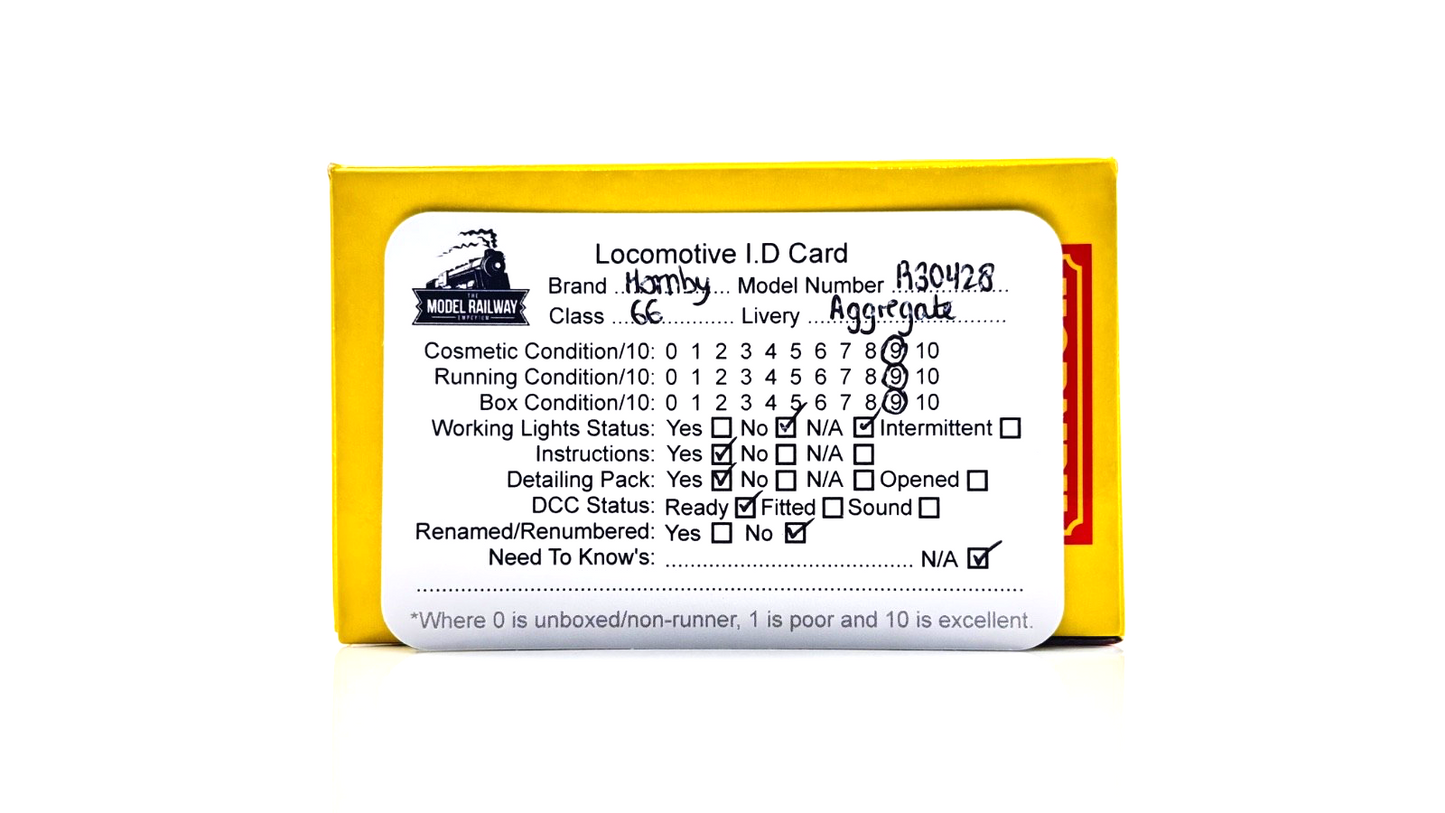 Locomotive I.D Card
THE
MODEL RAILWAY
EMPORIUM
Brand ...Hornby... Model Number ...R30428...
Class ...66... Livery ...Aggregate...
Cosmetic Condition/10: 0 1 2 3 4 5 6 7 8 9 10
Running Condition/10: 0 1 2 3 4 5 6 7 8 9 10
Box Condition/10: 0 1 2 3 4 5 6 7 8 9 10
Working Lights Status: Yes ☐ No ☑ N/A ☑ Intermittent ☐
Instructions: Yes ☑ No ☐ N/A ☐
Detailing Pack: Yes ☑ No ☐ N/A ☐ Opened ☐
DCC Status: Ready ☑ Fitted ☐ Sound ☐
Renamed/Renumbered: Yes ☐ No ☑
Need To Know's: ........ N/A ☑
*Where 0 is unboxed/non-runner, 1 is poor and 10 is excellent.